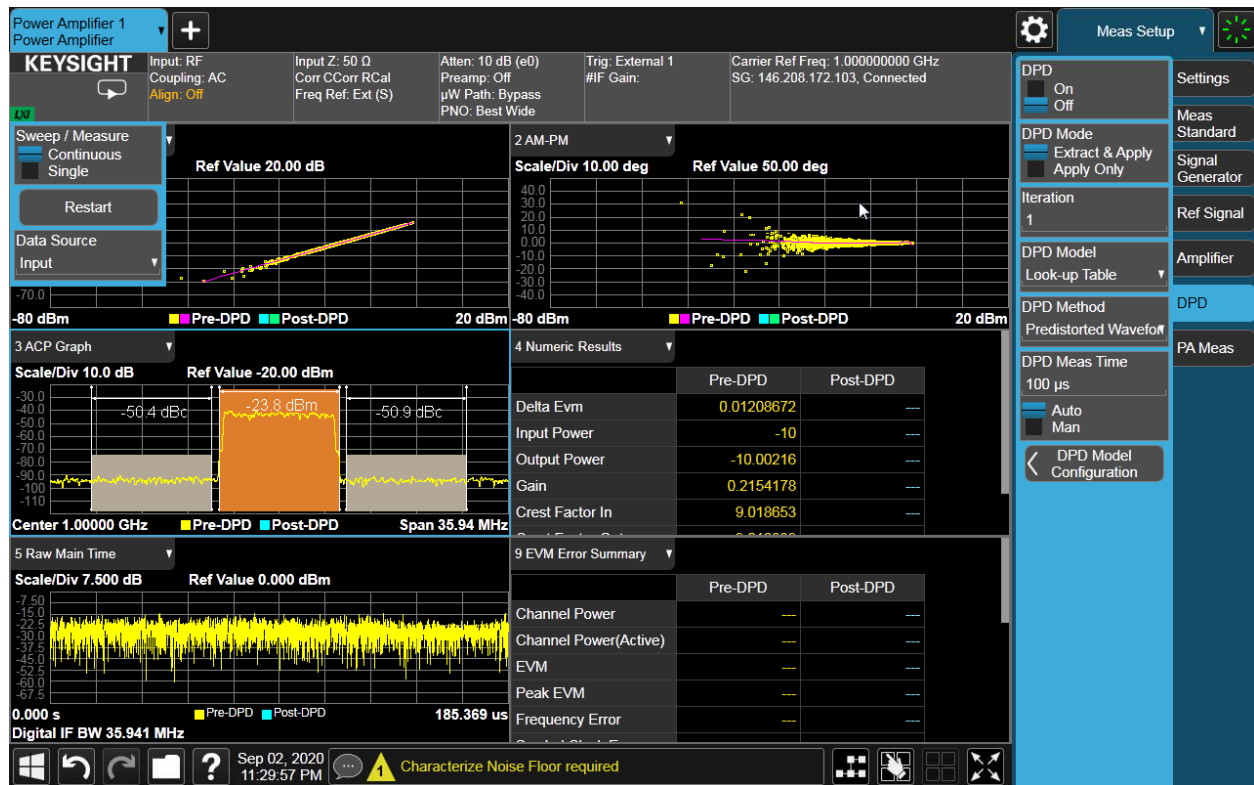 Power Amplifier 1
Power Amplifier
Meas Setup
KEYSIGHT
LXI
Input: RF
Coupling: AC
Align: Off
Input Z: 50 Ω
Corr CCorr RCal
Freq Ref: Ext (S)
Atten: 10 dB (e0)
Preamp: Off
µW Path: Bypass
PNO: Best Wide
Trig: External 1
#IF Gain:
Carrier Ref Freq: 1.000000000 GHz
SG: 146.208.172.103, Connected
Sweep / Measure
Continuous
Single
Restart
Data Source
Input
Ref Value 20.00 dB
-70.0
-80 dBm
Pre-DPD
Post-DPD
20 dBm
2 AM-PM
Scale/Div 10.00 deg
Ref Value 50.00 deg
40.0
30.0
20.0
10.0
0.00
-10.0
-20.0
-30.0
-40.0
-80 dBm
Pre-DPD
Post-DPD
20 dBm
3 ACP Graph
Scale/Div 10.0 dB
Ref Value -20.00 dBm
-30.0
-40.0
-50.0
-60.0
-70.0
-80.0
-90.0
-100
-110
-50.4 dBc
-23.8 dBm
-50.9 dBc
Center 1.00000 GHz
Pre-DPD
Post-DPD
Span 35.94 MHz
4 Numeric Results
Pre-DPD Post-DPD
Delta Evm 0.01208672 ---
Input Power -10 ---
Output Power -10.00216 ---
Gain 0.2154178 ---
Crest Factor In 9.018653 ---
5 Raw Main Time
Scale/Div 7.500 dB
Ref Value 0.000 dBm
-7.50
-15.0
-22.5
-30.0
-37.5
-45.0
-52.5
-60.0
-67.5
0.000 s
Pre-DPD
Post-DPD
185.369 us
Digital IF BW 35.941 MHz
9 EVM Error Summary
Pre-DPD Post-DPD
Channel Power --- ---
Channel Power(Active) --- ---
EVM --- ---
Peak EVM --- ---
Frequency Error --- ---
DPD
On
Off
DPD Mode
Extract & Apply
Apply Only
Iteration
1
DPD Model
Look-up Table
DPD Method
Predistorted Wavefor
DPD Meas Time
100 µs
Auto
Man
DPD Model
Configuration
Settings
Meas
Standard
Signal
Generator
Ref Signal
Amplifier
DPD
PA Meas
?
Sep 02, 2020
11:29:57 PM
1
Characterize Noise Floor required